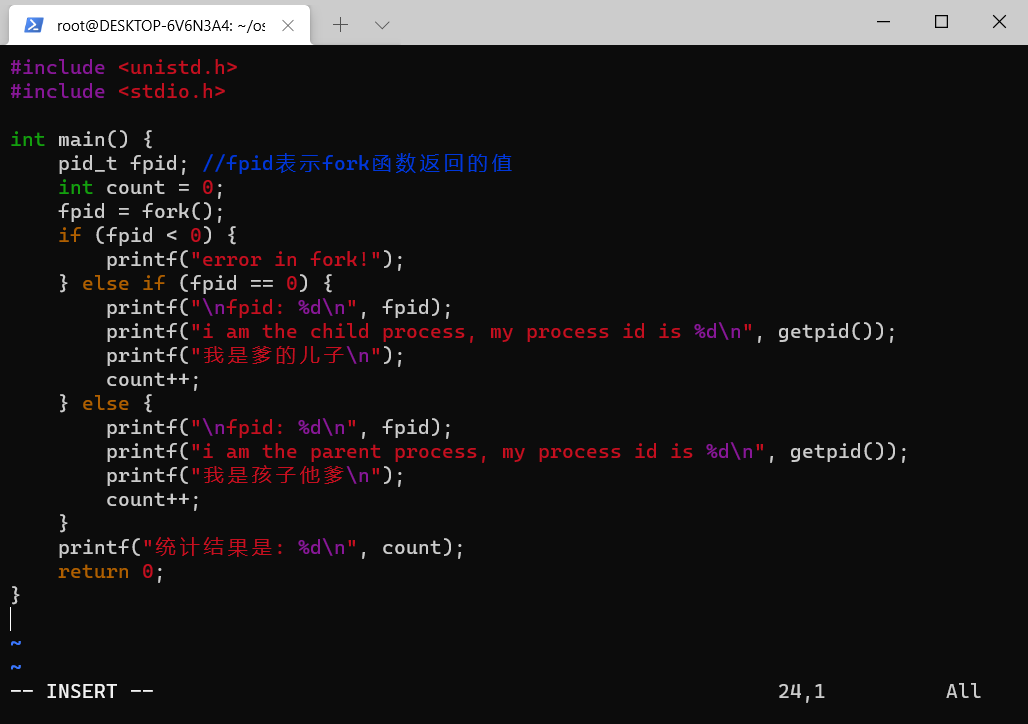 root@DESKTOP-6V6N3A4: ~/os
#include <unistd.h>
#include <stdio.h>
int main() {
    pid_t fpid; //fpid表示fork函数返回的值
    int count = 0;
    fpid = fork();
    if (fpid < 0) {
        printf("error in fork!");
    } else if (fpid == 0) {
        printf("\nfpid: %d\n", fpid);
        printf("i am the child process, my process id is %d\n", getpid());
        printf("我是爹的儿子\n");
        count++;
    } else {
        printf("\nfpid: %d\n", fpid);
        printf("i am the parent process, my process id is %d\n", getpid());
        printf("我是孩子他爹\n");
        count++;
    }
    printf("统计结果是: %d\n", count);
    return 0;
}
~
~
-- INSERT -- 24,1 All